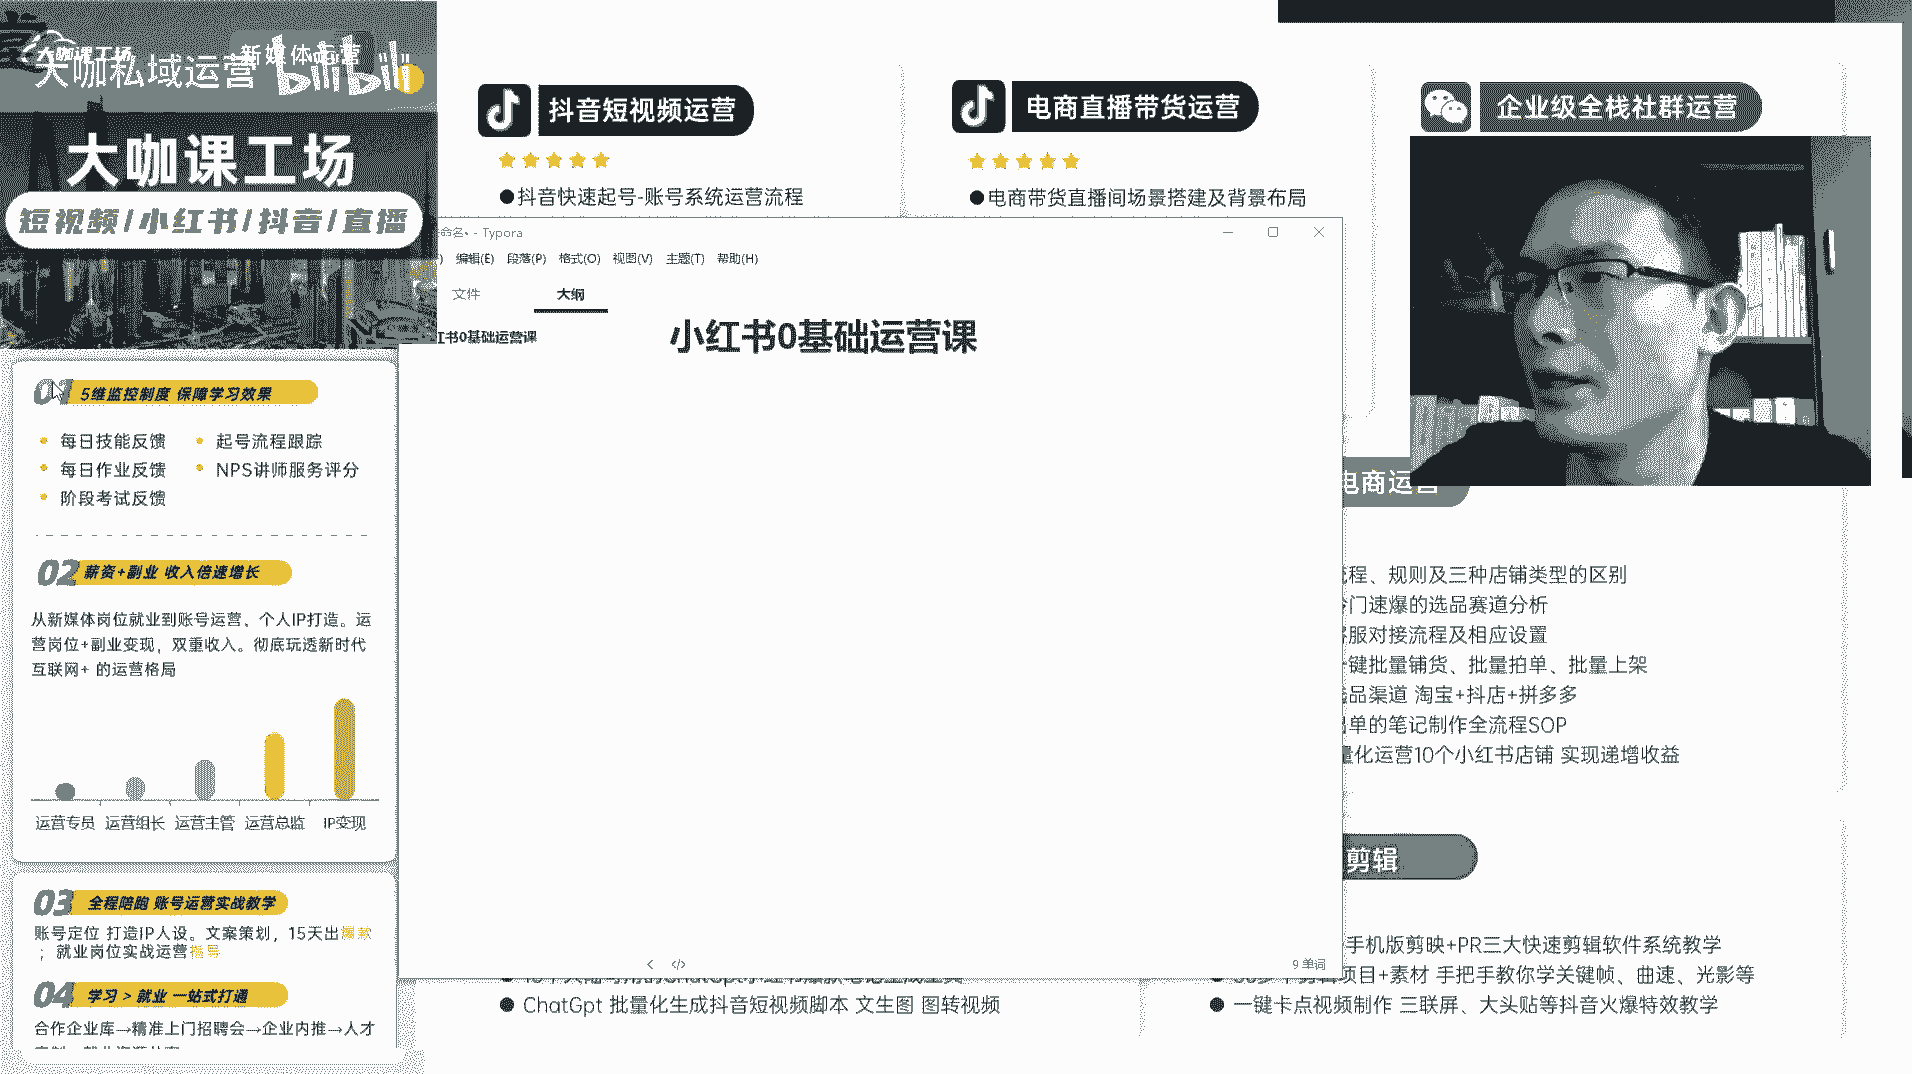 大咖课工场
新媒体运营
大咖私域运营
bilibili
大咖课工场
短视频/小红书/抖音/直播
01 5维监控制度 保障学习效果
每日技能反馈
起号流程跟踪
每日作业反馈
NPS讲师服务评分
阶段考试反馈
02 薪资+副业 收入倍速增长
从新媒体岗位就业到账号运营、个人IP打造。运
营岗位+副业变现，双重收入。彻底玩透新时代
互联网+ 的运营格局
运营专员 运营组长 运营主管 运营总监 IP变现
03 全程陪跑 账号运营实战教学
账号定位 打造IP人设。文案策划，15天出爆款
；就业岗位实战运营指导
04 学习 > 就业 一站式打通
合作企业库→精准上门招聘会→企业内推→人才
抖音短视频运营
●抖音快速起号-账号系统运营流程
电商直播带货运营
●电商带货直播间场景搭建及背景布局
企业级全栈社群运营
命名• - Typora
编辑(E) 段落(P) 格式(O) 视图(V) 主题(T) 帮助(H)
文件 大纲
红书0基础运营课
小红书0基础运营课
9 单词
电商运营
流程、规则及三种店铺类型的区别
冷门速爆的选品赛道分析
客服对接流程及相应设置
一键批量铺货、批量拍单、批量上架
选品渠道 淘宝+抖店+拼多多
出单的笔记制作全流程SOP
量化运营10个小红书店铺 实现递增收益
剪辑
手机版剪映+PR三大快速剪辑软件系统教学
项目+素材 手把手教你学关键帧、曲速、光影等
● 一键卡点视频制作 三联屏、大头贴等抖音火爆特效教学
● ChatGpt 批量化生成抖音短视频脚本 文生图 图转视频